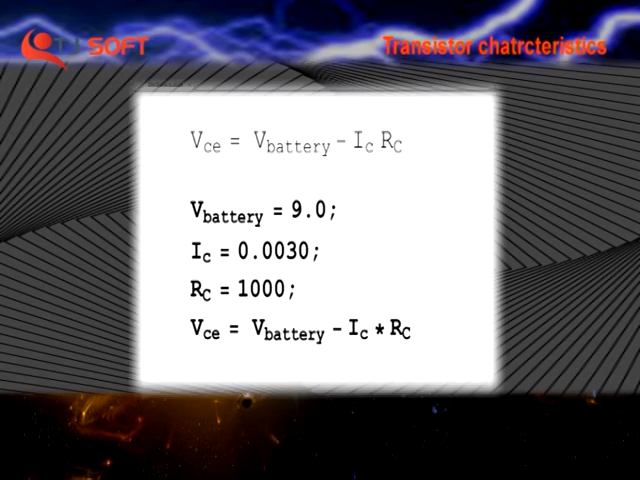 TJ SOFT
Transistor chatrcteristics
Vce = Vbattery - Ic RC
Vbattery = 9.0;
Ic = 0.0030;
RC = 1000;
Vce = Vbattery - Ic * RC